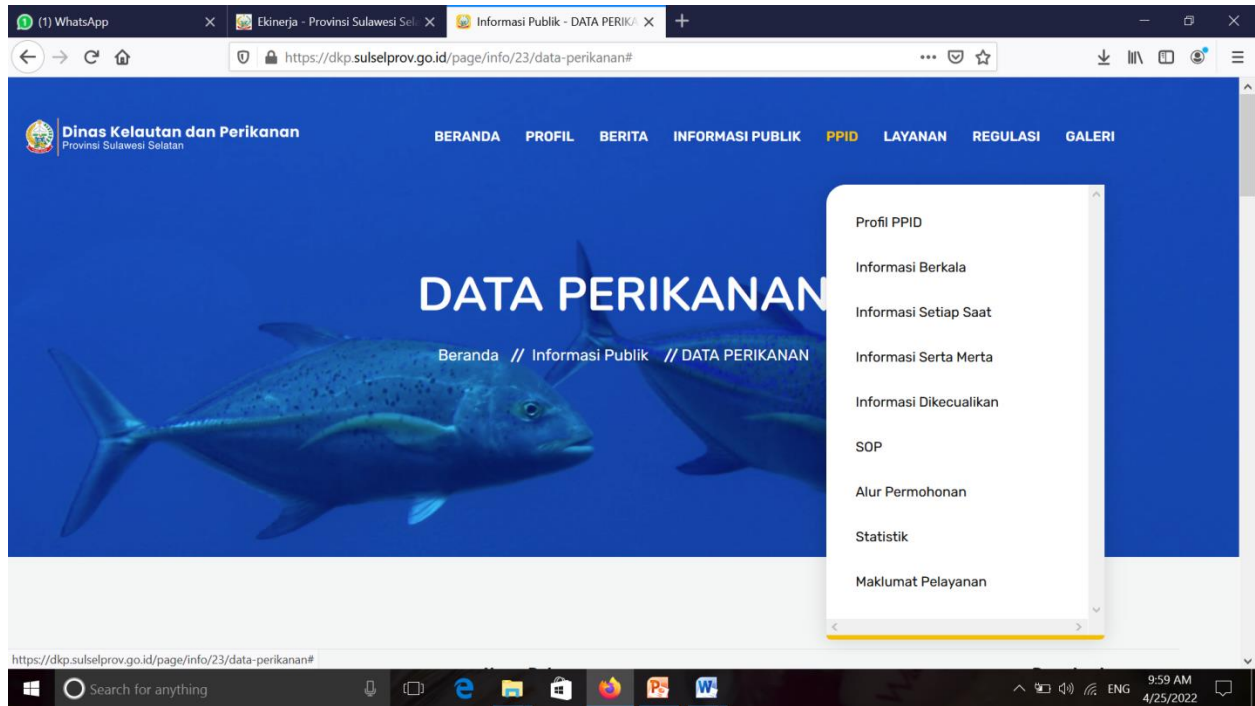 (1) WhatsApp
Ekinerja - Provinsi Sulawesi Sel
Informasi Publik - DATA PERIKA
https://dkp.sulselprov.go.id/page/info/23/data-perikanan#
Dinas Kelautan dan Perikanan
Provinsi Sulawesi Selatan
BERANDA PROFIL BERITA INFORMASI PUBLIK PPID LAYANAN REGULASI GALERI
Profil PPID
Informasi Berkala
Informasi Setiap Saat
Informasi Serta Merta
Informasi Dikecualikan
SOP
Alur Permohonan
Statistik
Maklumat Pelayanan
DATA PERIKANAN
Beranda // Informasi Publik // DATA PERIKANAN
https://dkp.sulselprov.go.id/page/info/23/data-perikanan#
Search for anything
ENG
9:59 AM
4/25/2022